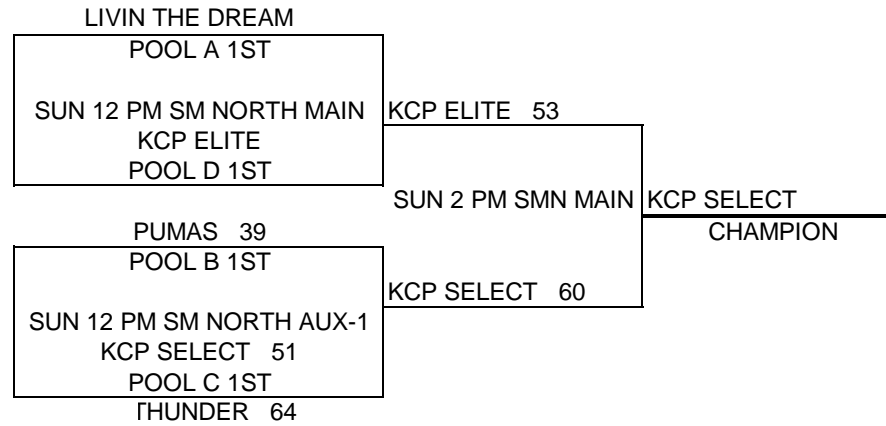 LIVIN THE DREAM
POOL A 1ST
SUN 12 PM SM NORTH MAIN
KCP ELITE 53
KCP ELITE
POOL D 1ST
SUN 2 PM SMN MAIN
KCP SELECT
CHAMPION
PUMAS 39
POOL B 1ST
KCP SELECT 60
SUN 12 PM SM NORTH AUX-1
KCP SELECT 51
POOL C 1ST
THUNDER 64